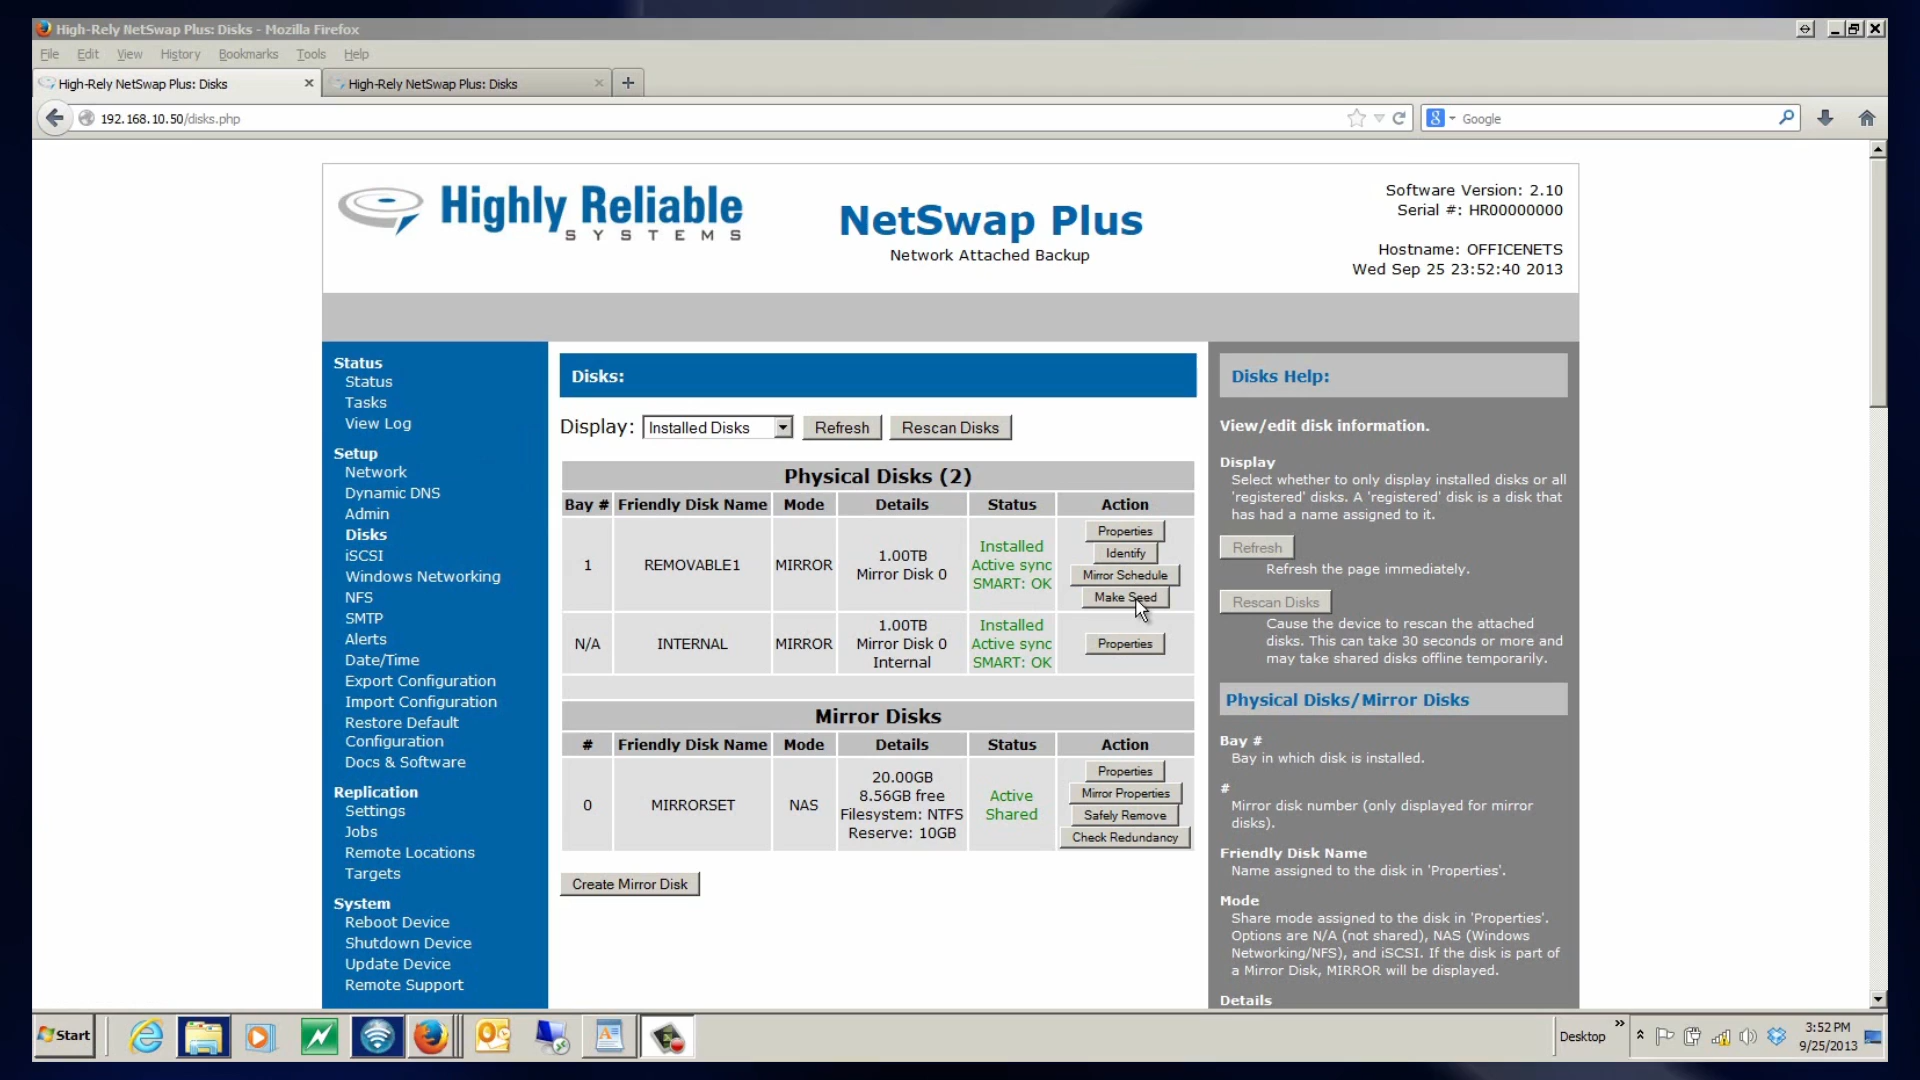 High-Rely NetSwap Plus: Disks - Mozilla Firefox
File Edit View History Bookmarks Tools Help
High-Rely NetSwap Plus: Disks
High-Rely NetSwap Plus: Disks
192.168.10.50/disks.php
Google
Highly Reliable
SYSTEMS
NetSwap Plus
Network Attached Backup
Software Version: 2.10
Serial #: HR00000000
Hostname: OFFICENETS
Wed Sep 25 23:52:40 2013
Status
Status
Tasks
View Log
Setup
Network
Dynamic DNS
Admin
Disks
iSCSI
Windows Networking
NFS
SMTP
Alerts
Date/Time
Export Configuration
Import Configuration
Restore Default
Configuration
Docs & Software
Replication
Settings
Jobs
Remote Locations
Targets
System
Reboot Device
Shutdown Device
Update Device
Remote Support
Disks:
Display: Installed Disks Refresh Rescan Disks
Physical Disks (2)
Bay # Friendly Disk Name Mode Details Status Action
1 REMOVABLE1 MIRROR
1.00TB
Mirror Disk 0
Installed
Active sync
SMART: OK
Properties
Identify
Mirror Schedule
Make Seed
N/A INTERNAL MIRROR
1.00TB
Mirror Disk 0
Internal
Installed
Active sync
SMART: OK
Properties
Mirror Disks
# Friendly Disk Name Mode Details Status Action
0 MIRRORSET NAS
20.00GB
8.56GB free
Filesystem: NTFS
Reserve: 10GB
Active
Shared
Properties
Mirror Properties
Safely Remove
Check Redundancy
Create Mirror Disk
Disks Help:
View/edit disk information.
Display
Select whether to only display installed disks or all
'registered' disks. A 'registered' disk is a disk that
has had a name assigned to it.
Refresh
Refresh the page immediately.
Rescan Disks
Cause the device to rescan the attached
disks. This can take 30 seconds or more and
may take shared disks offline temporarily.
Physical Disks/Mirror Disks
Bay #
Bay in which disk is installed.
#
Mirror disk number (only displayed for mirror
disks).
Friendly Disk Name
Name assigned to the disk in 'Properties'.
Mode
Share mode assigned to the disk in 'Properties'.
Options are N/A (not shared), NAS (Windows
Networking/NFS), and iSCSI. If the disk is part of
a Mirror Disk, MIRROR will be displayed.
Details
Start
Desktop
3:52 PM
9/25/2013